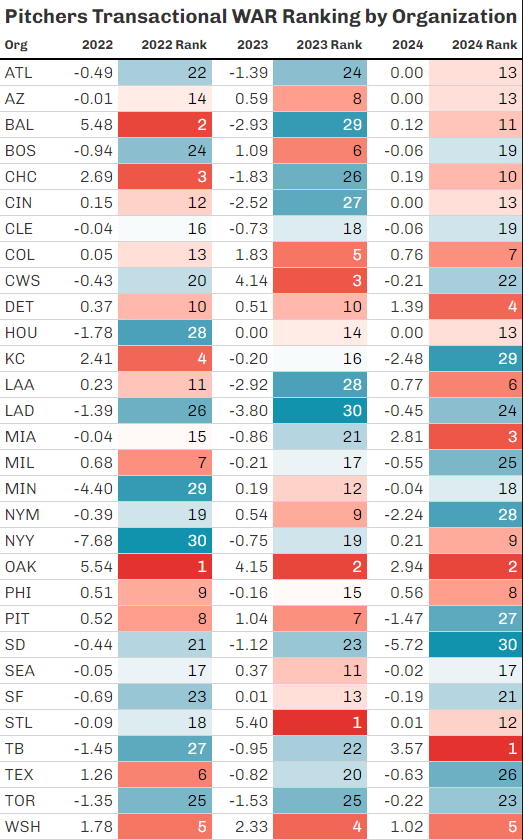 Pitchers Transactional WAR Ranking by Organization
Org 2022 2022 Rank 2023 2023 Rank 2024 2024 Rank
ATL -0.49 22 -1.39 24 0.00 13
AZ -0.01 14 0.59 8 0.00 13
BAL 5.48 2 -2.93 29 0.12 11
BOS -0.94 24 1.09 6 -0.06 19
CHC 2.69 3 -1.83 26 0.19 10
CIN 0.15 12 -2.52 27 0.00 13
CLE -0.04 16 -0.73 18 -0.06 19
COL 0.05 13 1.83 5 0.76 7
CWS -0.43 20 4.14 3 -0.21 22
DET 0.37 10 0.51 10 1.39 4
HOU -1.78 28 0.00 14 0.00 13
KC 2.41 4 -0.20 16 -2.48 29
LAA 0.23 11 -2.92 28 0.77 6
LAD -1.39 26 -3.80 30 -0.45 24
MIA -0.04 15 -0.86 21 2.81 3
MIL 0.68 7 -0.21 17 -0.55 25
MIN -4.40 29 0.19 12 -0.04 18
NYM -0.39 19 0.54 9 -2.24 28
NYY -7.68 30 -0.75 19 0.21 9
OAK 5.54 1 4.15 2 2.94 2
PHI 0.51 9 -0.16 15 0.56 8
PIT 0.52 8 1.04 7 -1.47 27
SD -0.44 21 -1.12 23 -5.72 30
SEA -0.05 17 0.37 11 -0.02 17
SF -0.69 23 0.01 13 -0.19 21
STL -0.09 18 5.40 1 0.01 12
TB -1.45 27 -0.95 22 3.57 1
TEX 1.26 6 -0.82 20 -0.63 26
TOR -1.35 25 -1.53 25 -0.22 23
WSH 1.78 5 2.33 4 1.02 5